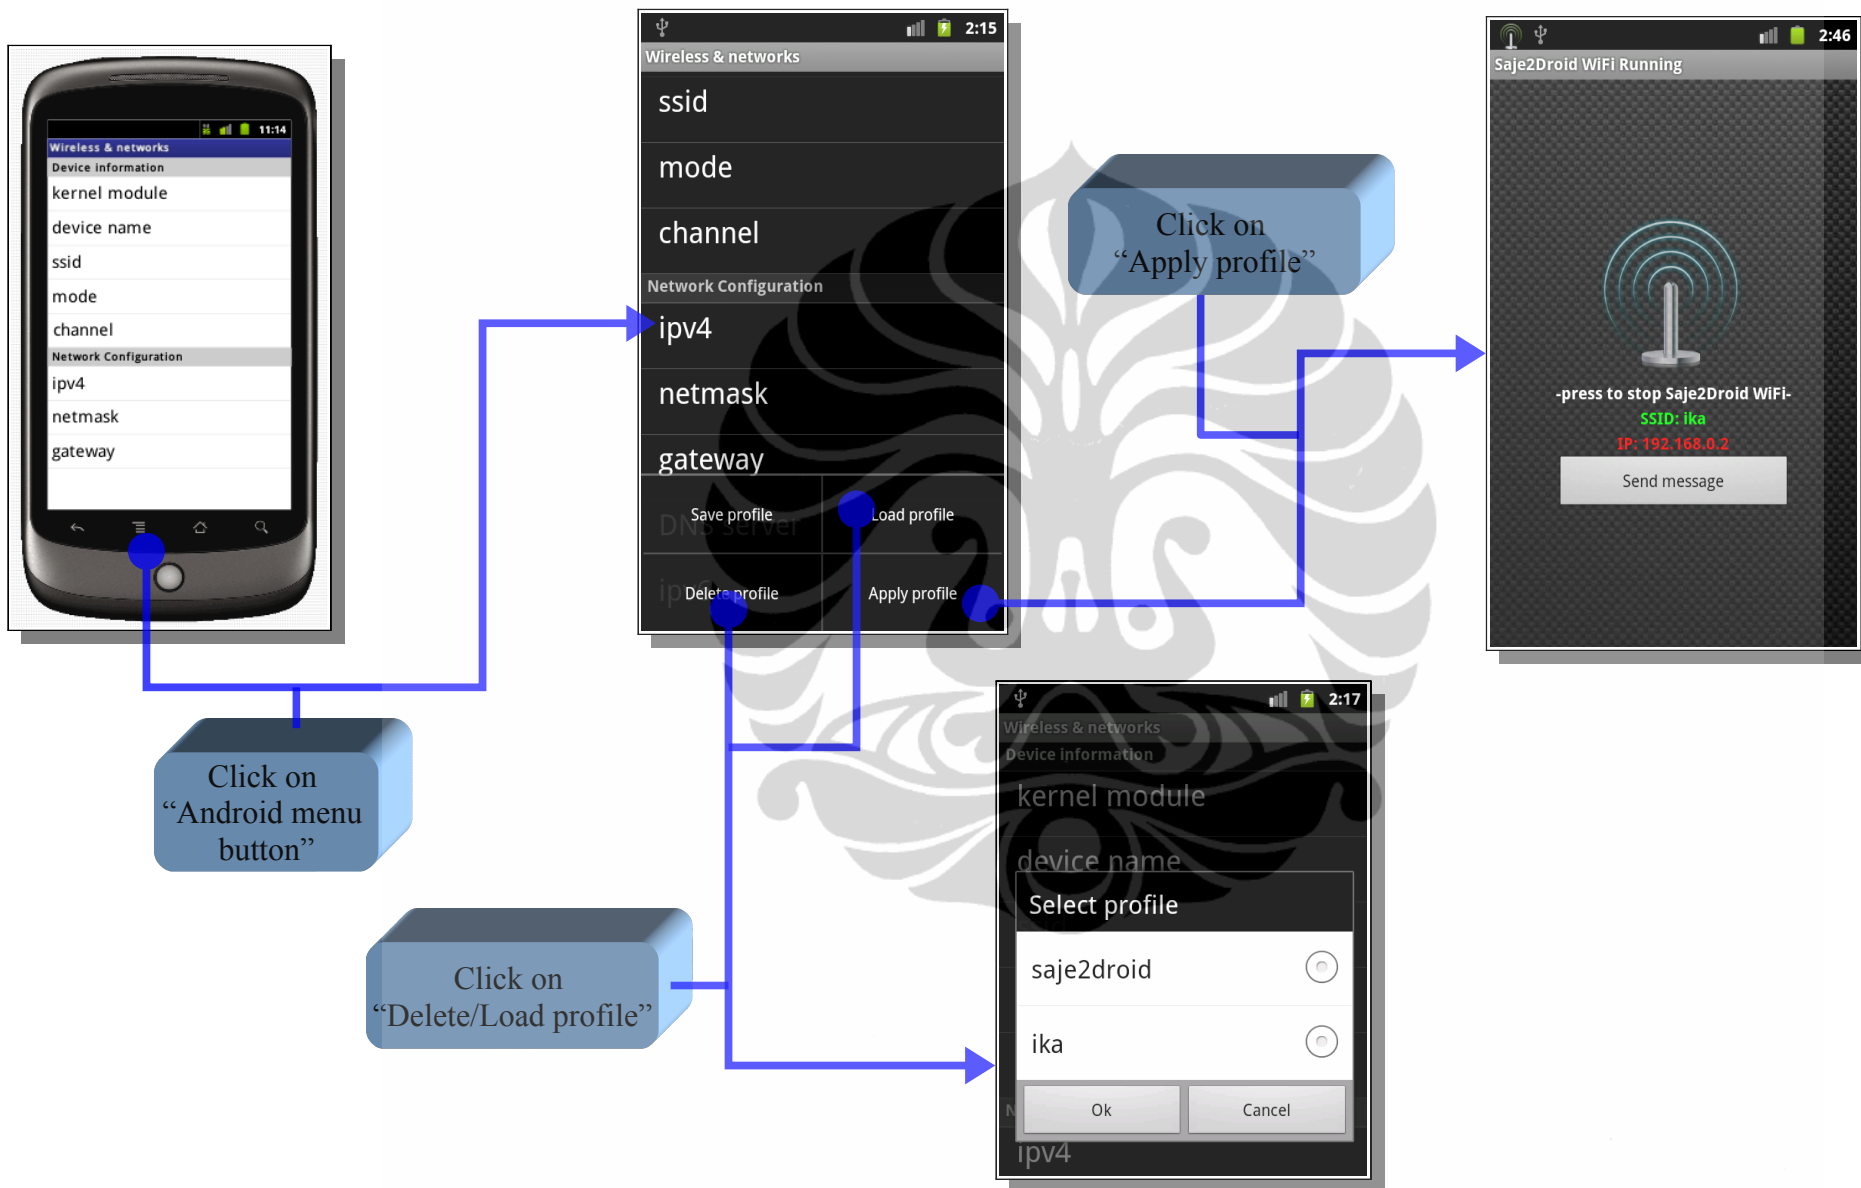 11:14
Wireless & networks
Device information
kernel module
device name
ssid
mode
channel
Network Configuration
ipv4
netmask
gateway
Click on
“Android menu
button”
2:15
Wireless & networks
ssid
mode
channel
Network Configuration
ipv4
netmask
gateway
DNS server
Save profile
Load profile
Delete profile
Apply profile
Click on
“Apply profile”
2:46
Saje2Droid WiFi Running
-press to stop Saje2Droid WiFi-
SSID: ika
IP: 192.168.0.2
Send message
Click on
“Delete/Load profile”
2:17
Wireless & networks
Device information
kernel module
device name
Select profile
saje2droid
ika
Ok
Cancel
N
ipv4